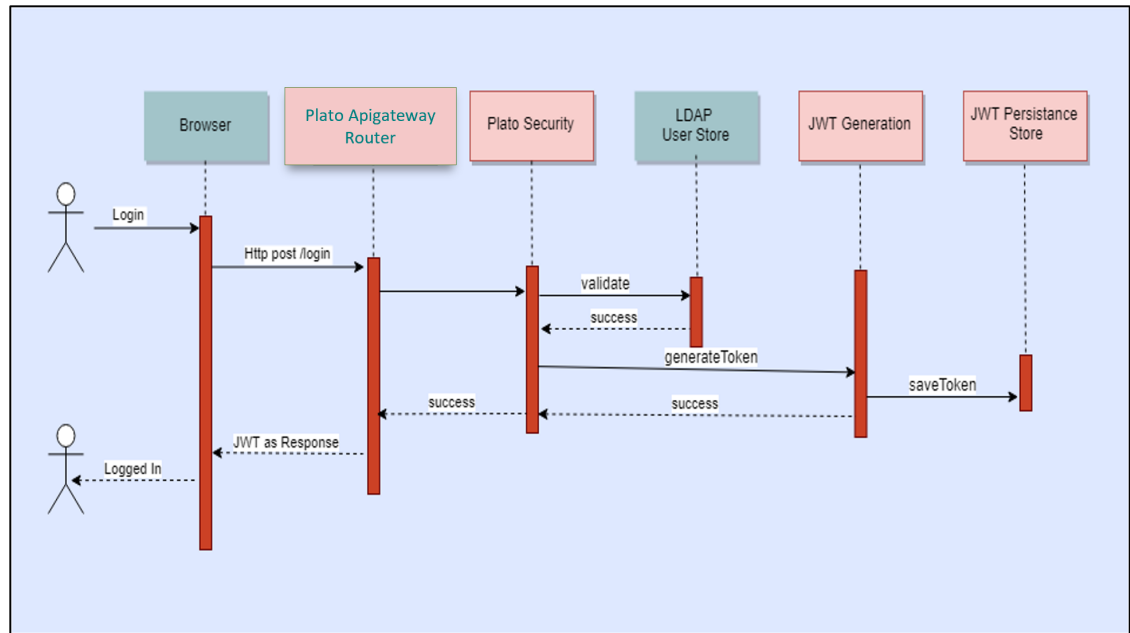 Browser
Plato Apigateway
Router
Plato Security
LDAP
User Store
JWT Generation
JWT Persistance
Store
Login
Http post /login
validate
success
generateToken
saveToken
success
success
JWT as Response
Logged In